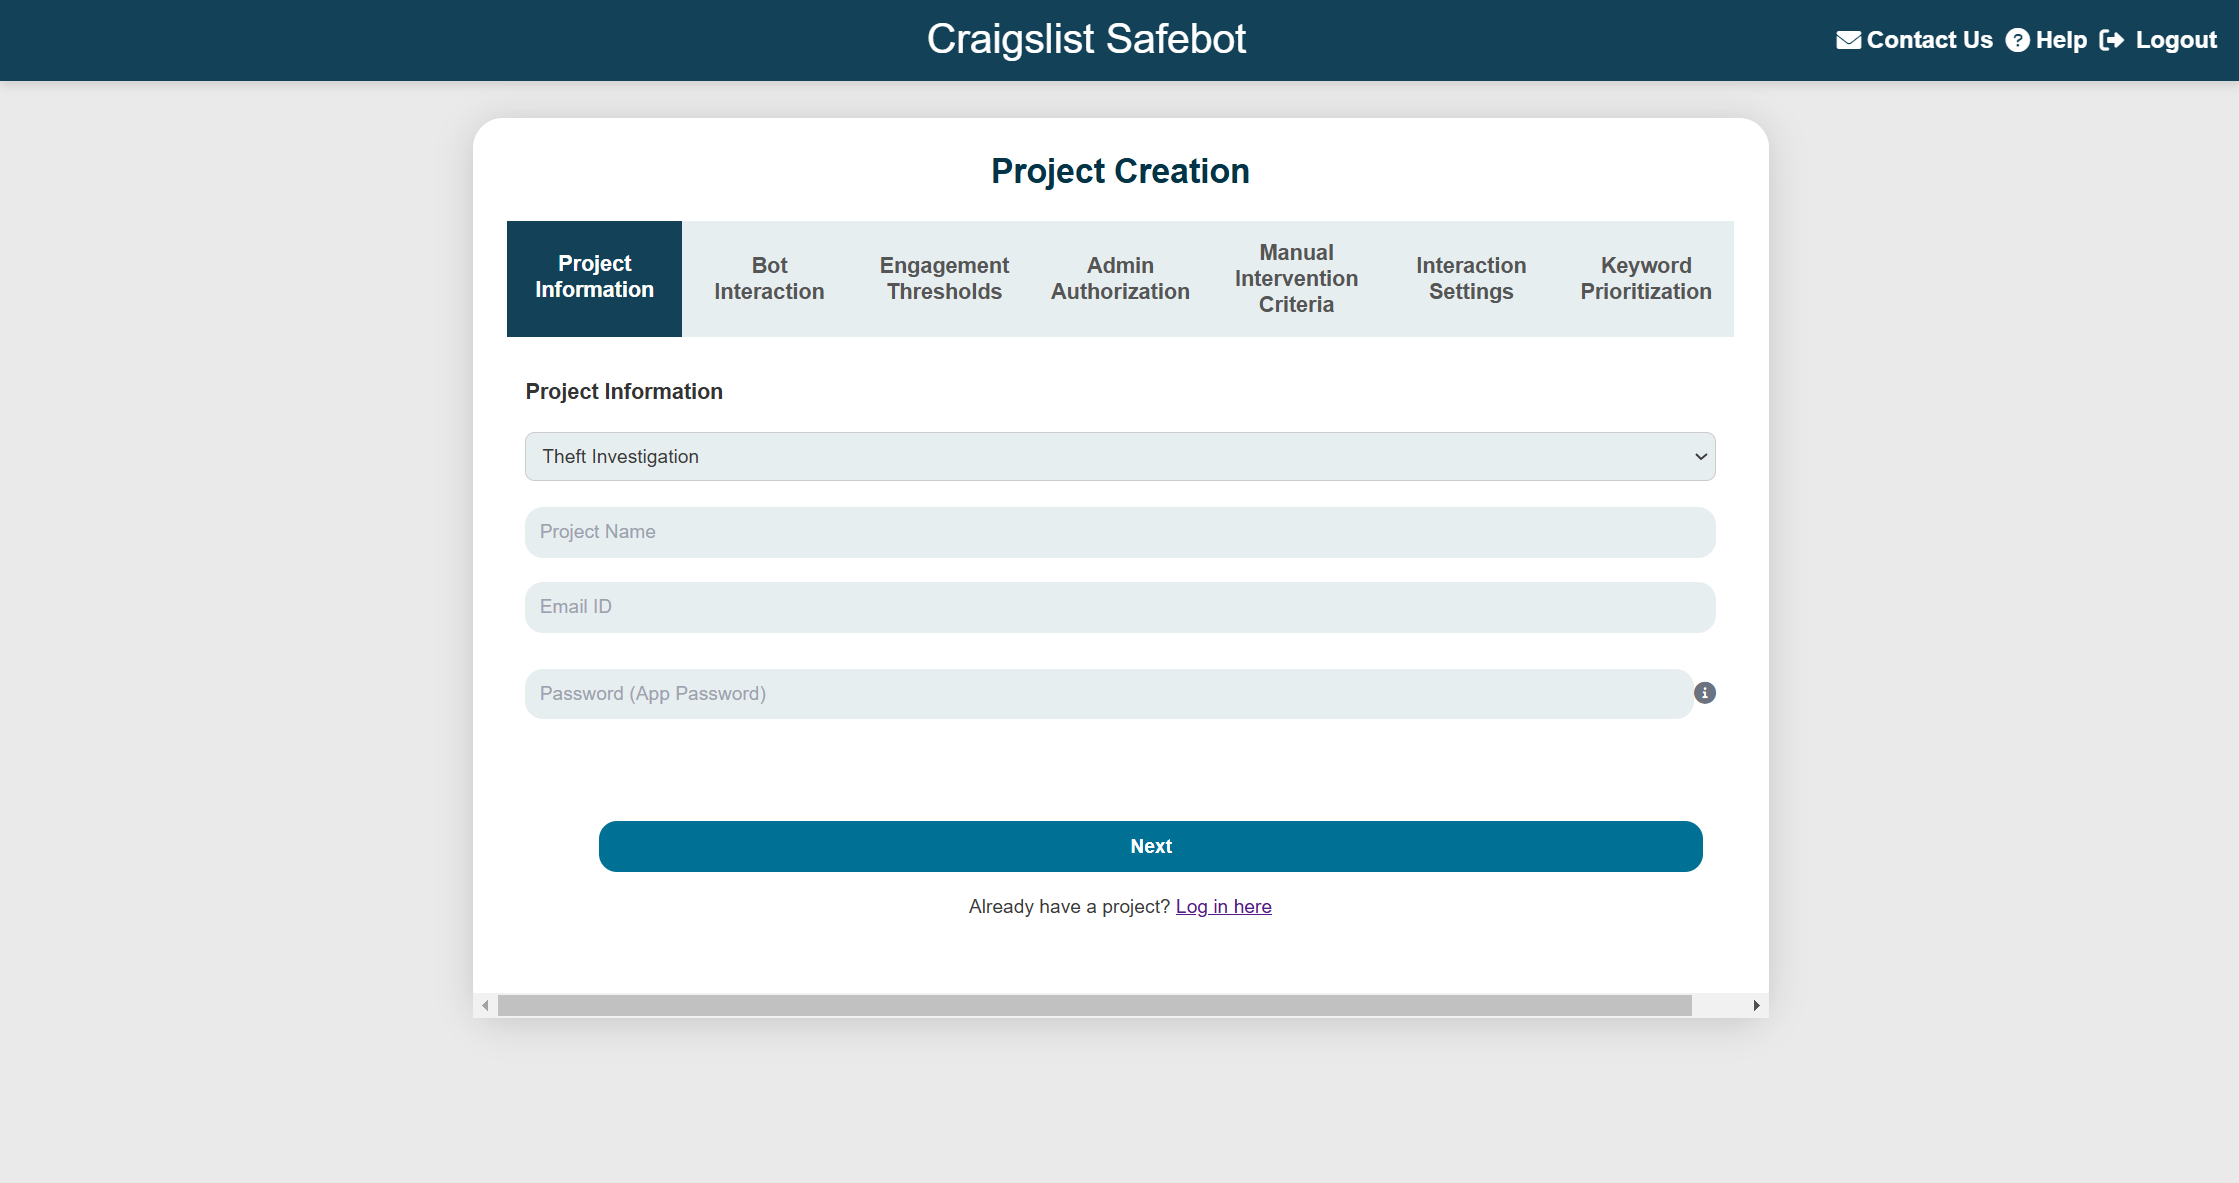 Craigslist Safebot
Contact Us
Help
Logout
Project Creation
Project
Information
Bot
Interaction
Engagement
Thresholds
Admin
Authorization
Manual
Intervention
Criteria
Interaction
Settings
Keyword
Prioritization
Project Information
Theft Investigation
Project Name
Email ID
Password (App Password)
Next
Already have a project? Log in here